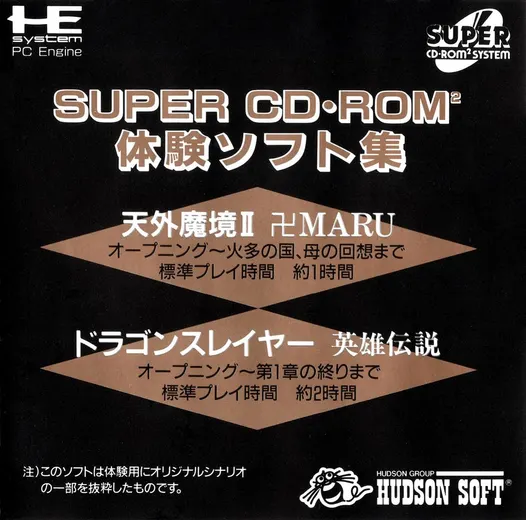 HE
system
PC Engine
SUPER
CD-ROM² SYSTEM
SUPER CD・ROM²
体験ソフト集
天外魔境II 卍MARU
オープニング〜火多の国、母の回想まで
標準プレイ時間 約1時間
ドラゴンスレイヤー 英雄伝説
オープニング〜第1章の終りまで
標準プレイ時間 約2時間
注)このソフトは体験用にオリジナルシナリオ
の一部を抜粋したものです。
HUDSON GROUP
HUDSON SOFT®